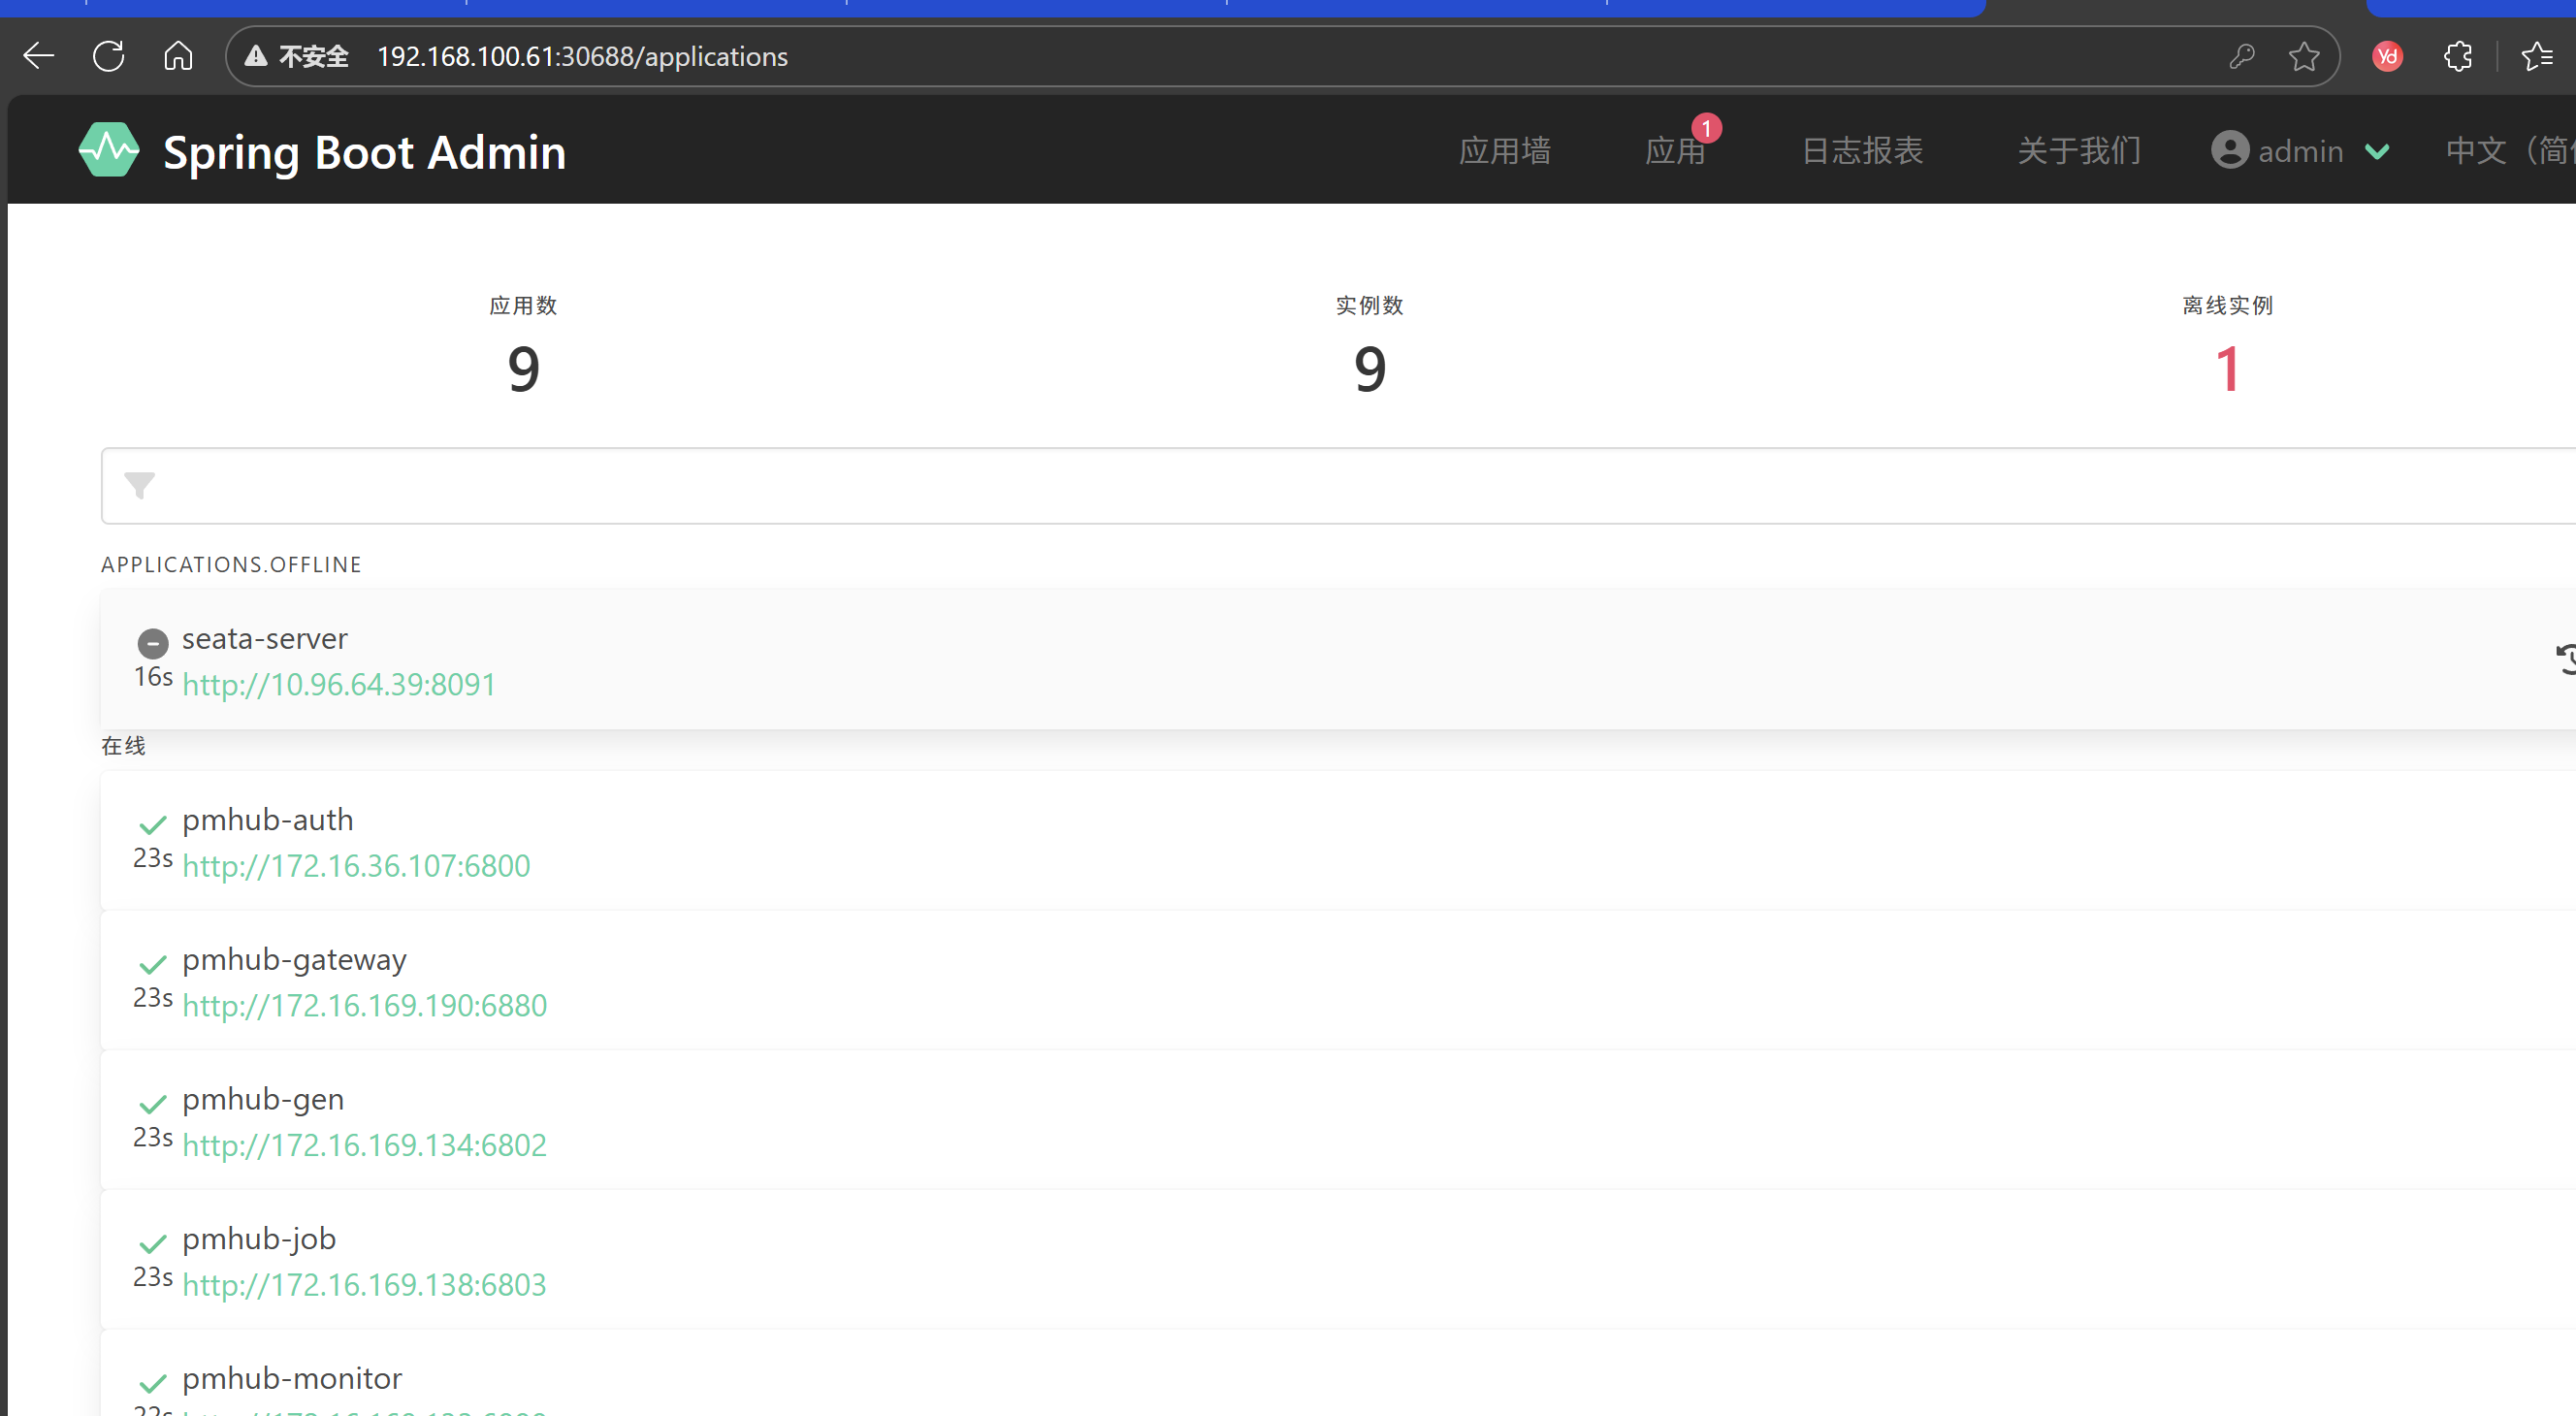 不安全 192.168.100.61:30688/applications
Yd
Spring Boot Admin 应用墙 应用 1 日志报表 关于我们 admin 中文（简
应用数 实例数 离线实例
9 9 1
APPLICATIONS.OFFLINE
seata-server
16s http://10.96.64.39:8091
在线
pmhub-auth
23s http://172.16.36.107:6800
pmhub-gateway
23s http://172.16.169.190:6880
pmhub-gen
23s http://172.16.169.134:6802
pmhub-job
23s http://172.16.169.138:6803
pmhub-monitor